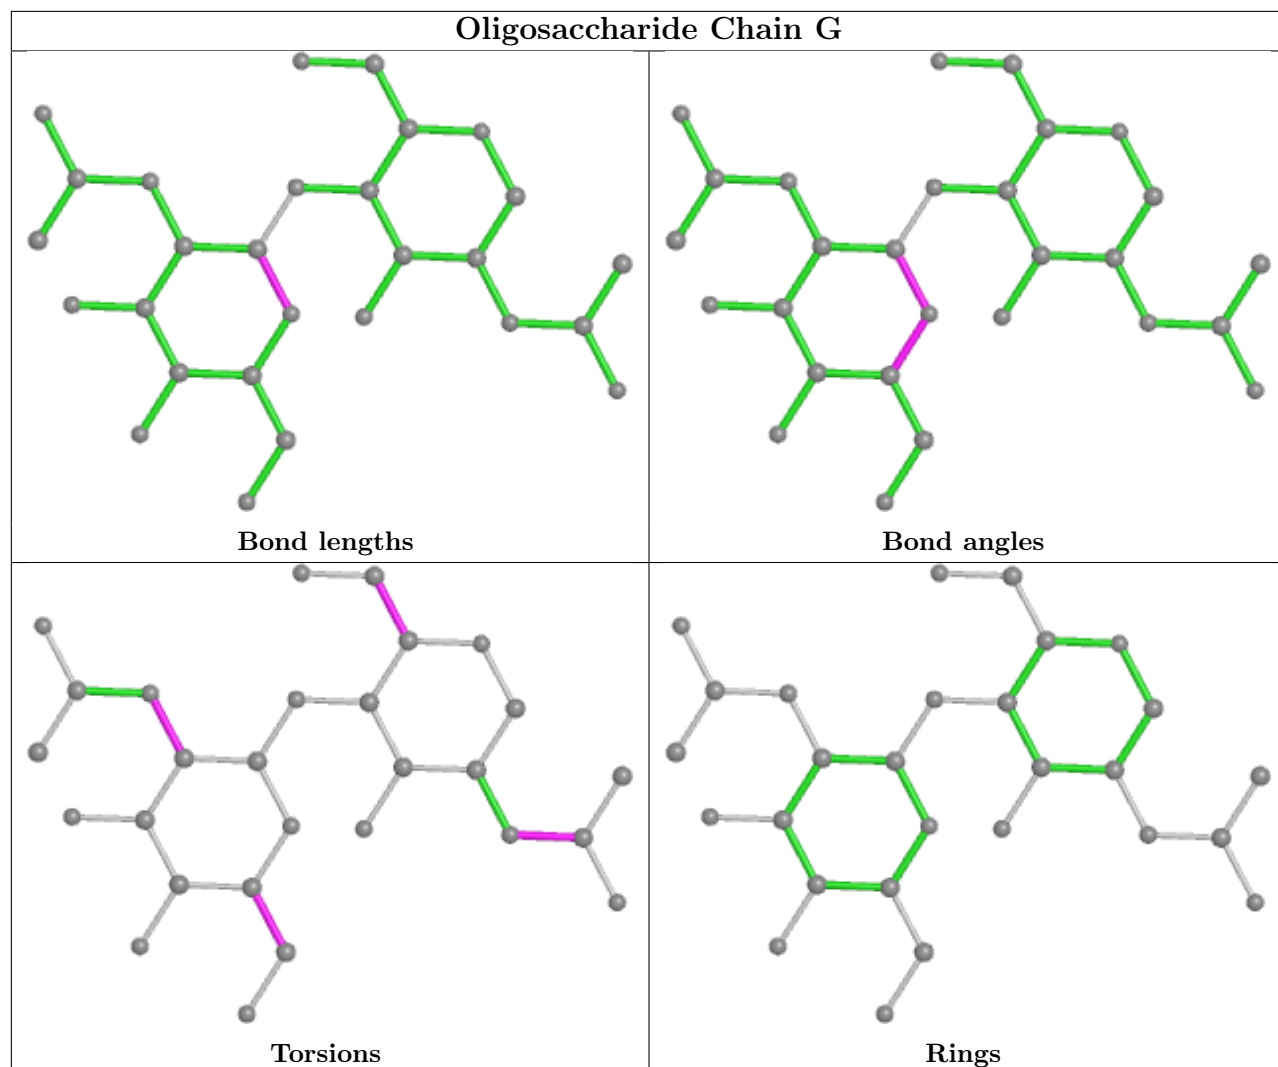 Oligosaccharide Chain G
Bond lengths
Bond angles
Torsions
Rings